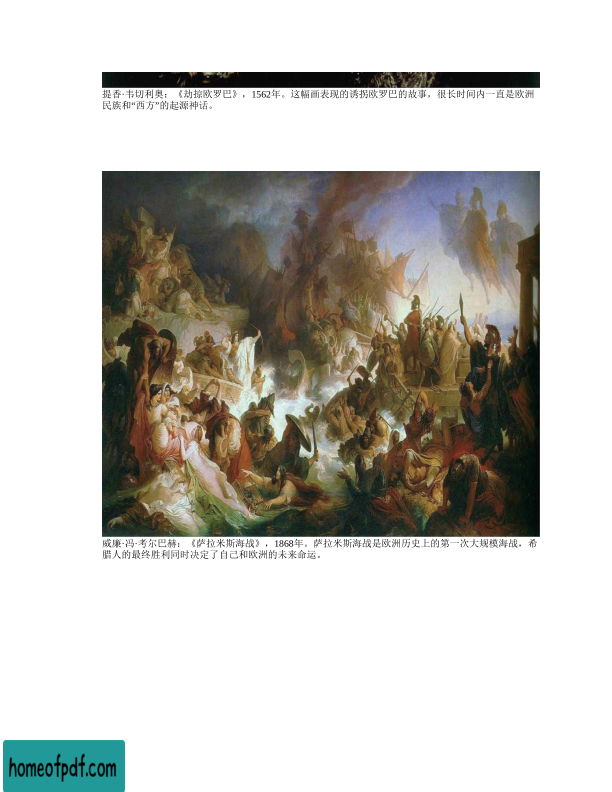 提香·韦切利奥：《劫掠欧罗巴》，1562年。这幅画表现的诱拐欧罗巴的故事，很长时间内一直是欧洲
民族和“西方”的起源神话。
威廉·冯·考尔巴赫：《萨拉米斯海战》，1868年。萨拉米斯海战是欧洲历史上的第一次大规模海战，希
腊人的最终胜利同时决定了自己和欧洲的未来命运。
homeofpdf.com